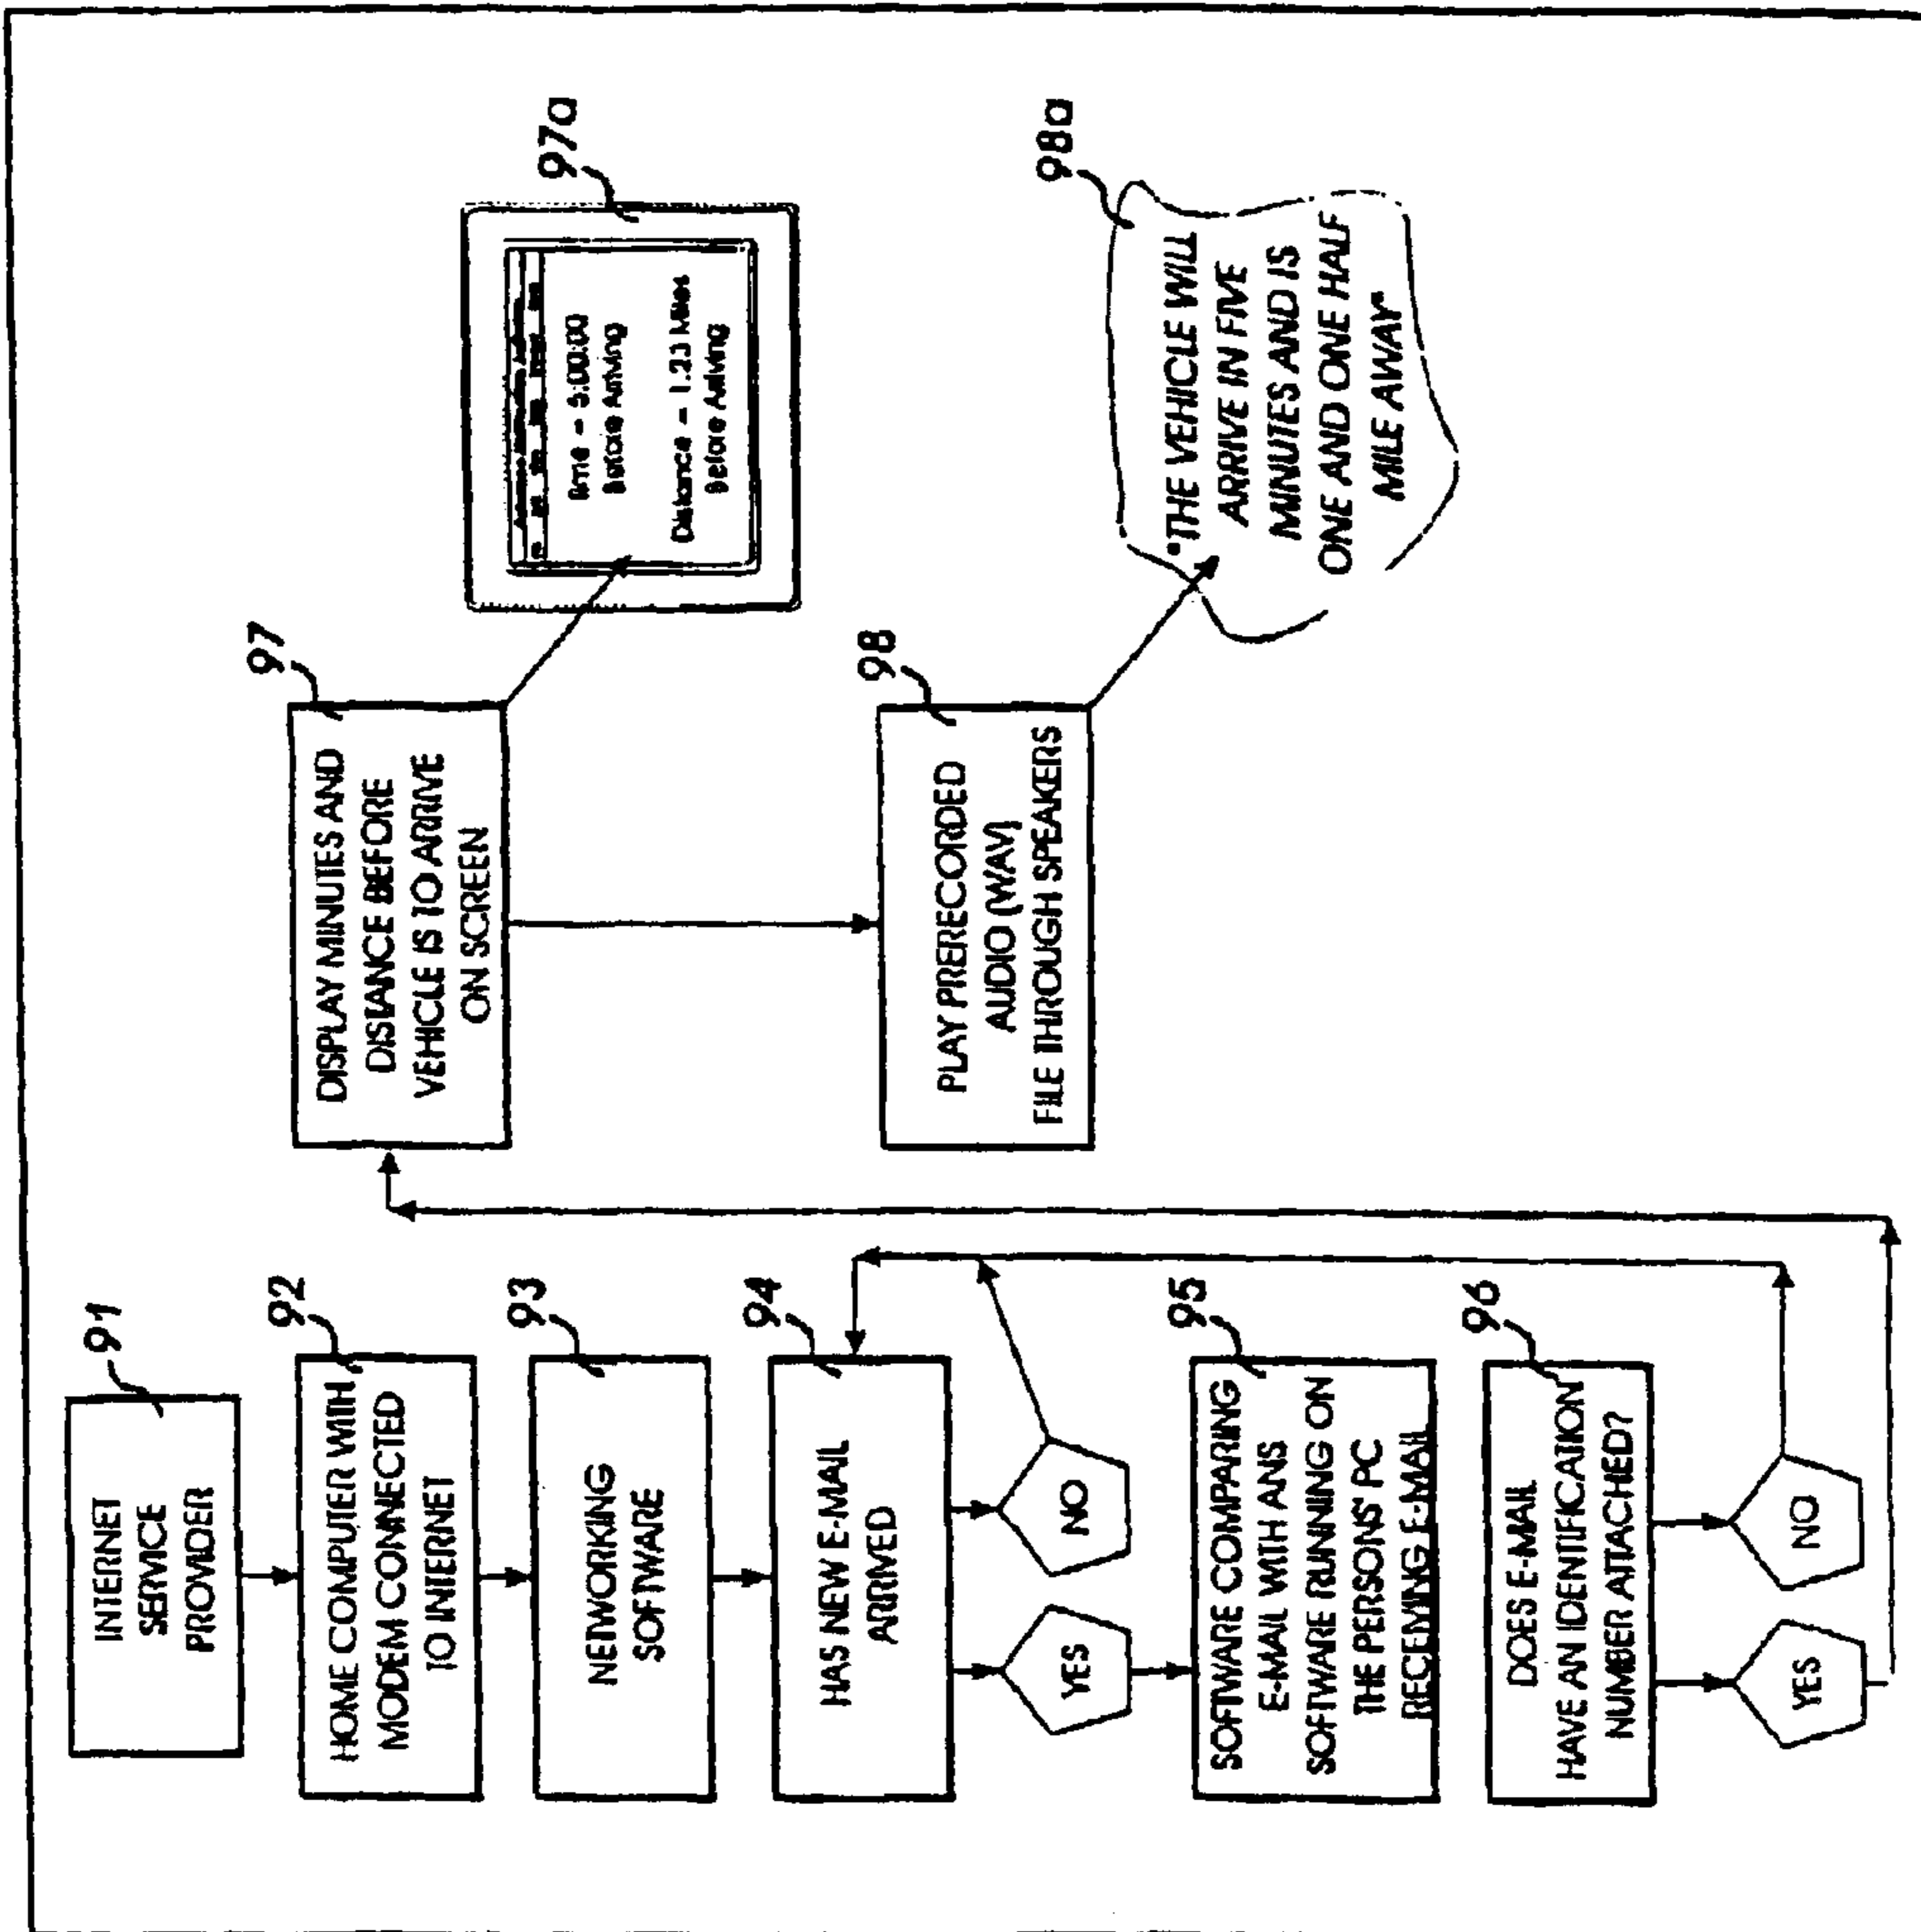 91
INTERNET
SERVICE
PROVIDER
92
HOME COMPUTER WITH
MODEM CONNECTED
TO INTERNET
93
NETWORKING
SOFTWARE
94
HAS NEW E-MAIL
ARRIVED
YES
NO
95
SOFTWARE COMPARING
E-MAIL WITH ANS
SOFTWARE RUNNING ON
THE PERSONS' PC
RECEIVING E-MAIL
96
DOES E-MAIL
HAVE AN IDENTIFICATION
NUMBER ATTACHED?
YES
NO
97
DISPLAY MINUTES AND
DISTANCE BEFORE
VEHICLE IS TO ARRIVE
ON SCREEN
97a
Time - 5:00:00
Before Arriving
Distance - 1.23 Miles
Before Arriving
98
PLAY PRERECORDED
AUDIO (WAV)
FILE THROUGH SPEAKERS
98a
"THE VEHICLE WILL
ARRIVE IN FIVE
MINUTES AND IS
ONE AND ONE HALF
MILE AWAY"